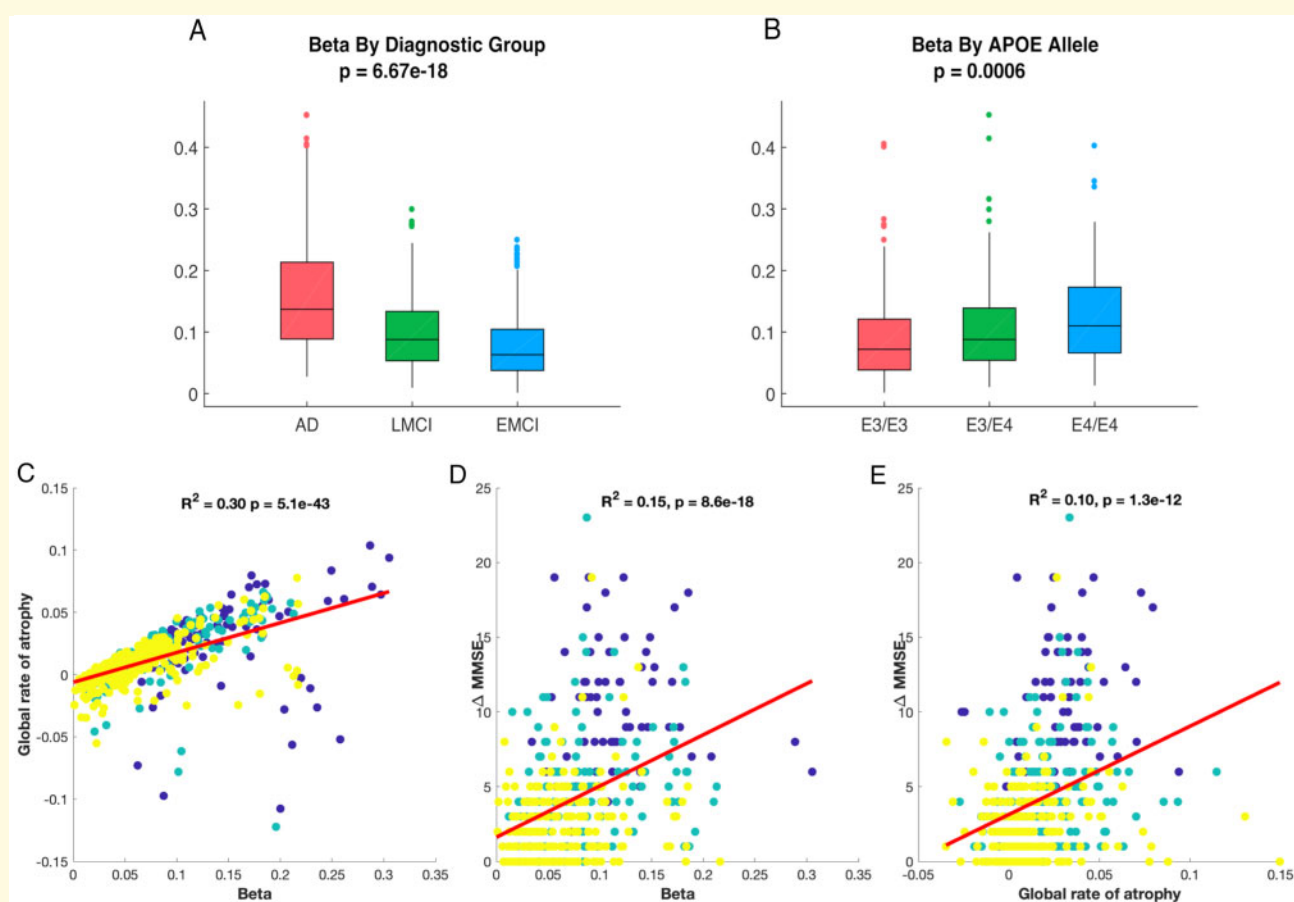 A
Beta By Diagnostic Group
p = 6.67e-18
0.4
0.3
0.2
0.1
0
AD LMCI EMCI
B
Beta By APOE Allele
p = 0.0006
0.4
0.3
0.2
0.1
0
E3/E3 E3/E4 E4/E4
C
R² = 0.30 p = 5.1e-43
Global rate of atrophy
0.15
0.1
0.05
0
-0.05
-0.1
-0.15
0 0.05 0.1 0.15 0.2 0.25 0.3 0.35
Beta
D
R² = 0.15, p = 8.6e-18
Δ MMSE
25
20
15
10
5
0
0 0.05 0.1 0.15 0.2 0.25 0.3 0.35
Beta
E
R² = 0.10, p = 1.3e-12
Δ MMSE
25
20
15
10
5
0
-0.05 0 0.05 0.1 0.15
Global rate of atrophy